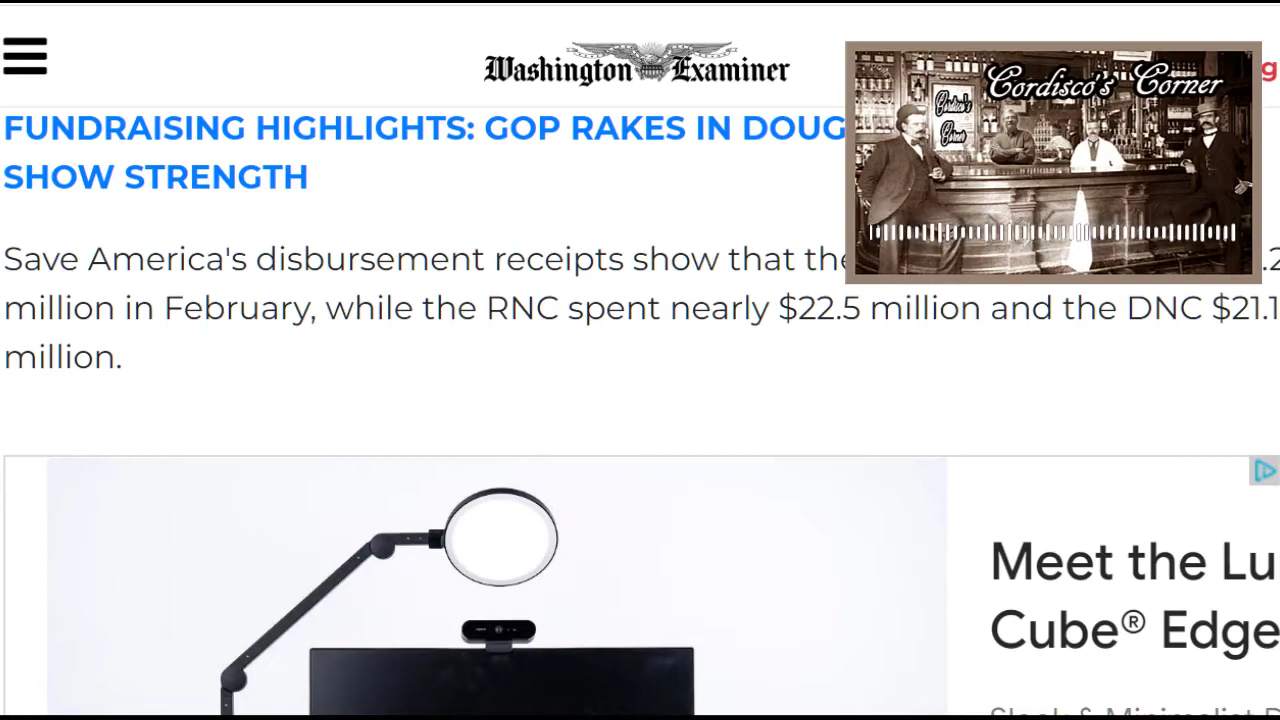 Washington Examiner
Cordisco's Corner
Cordisco's
Corner
FUNDRAISING HIGHLIGHTS: GOP RAKES IN DOUG
SHOW STRENGTH
Save America's disbursement receipts show that the
million in February, while the RNC spent nearly $22.5 million and the DNC $21.1
million.
Meet the Lu
Cube® Edge